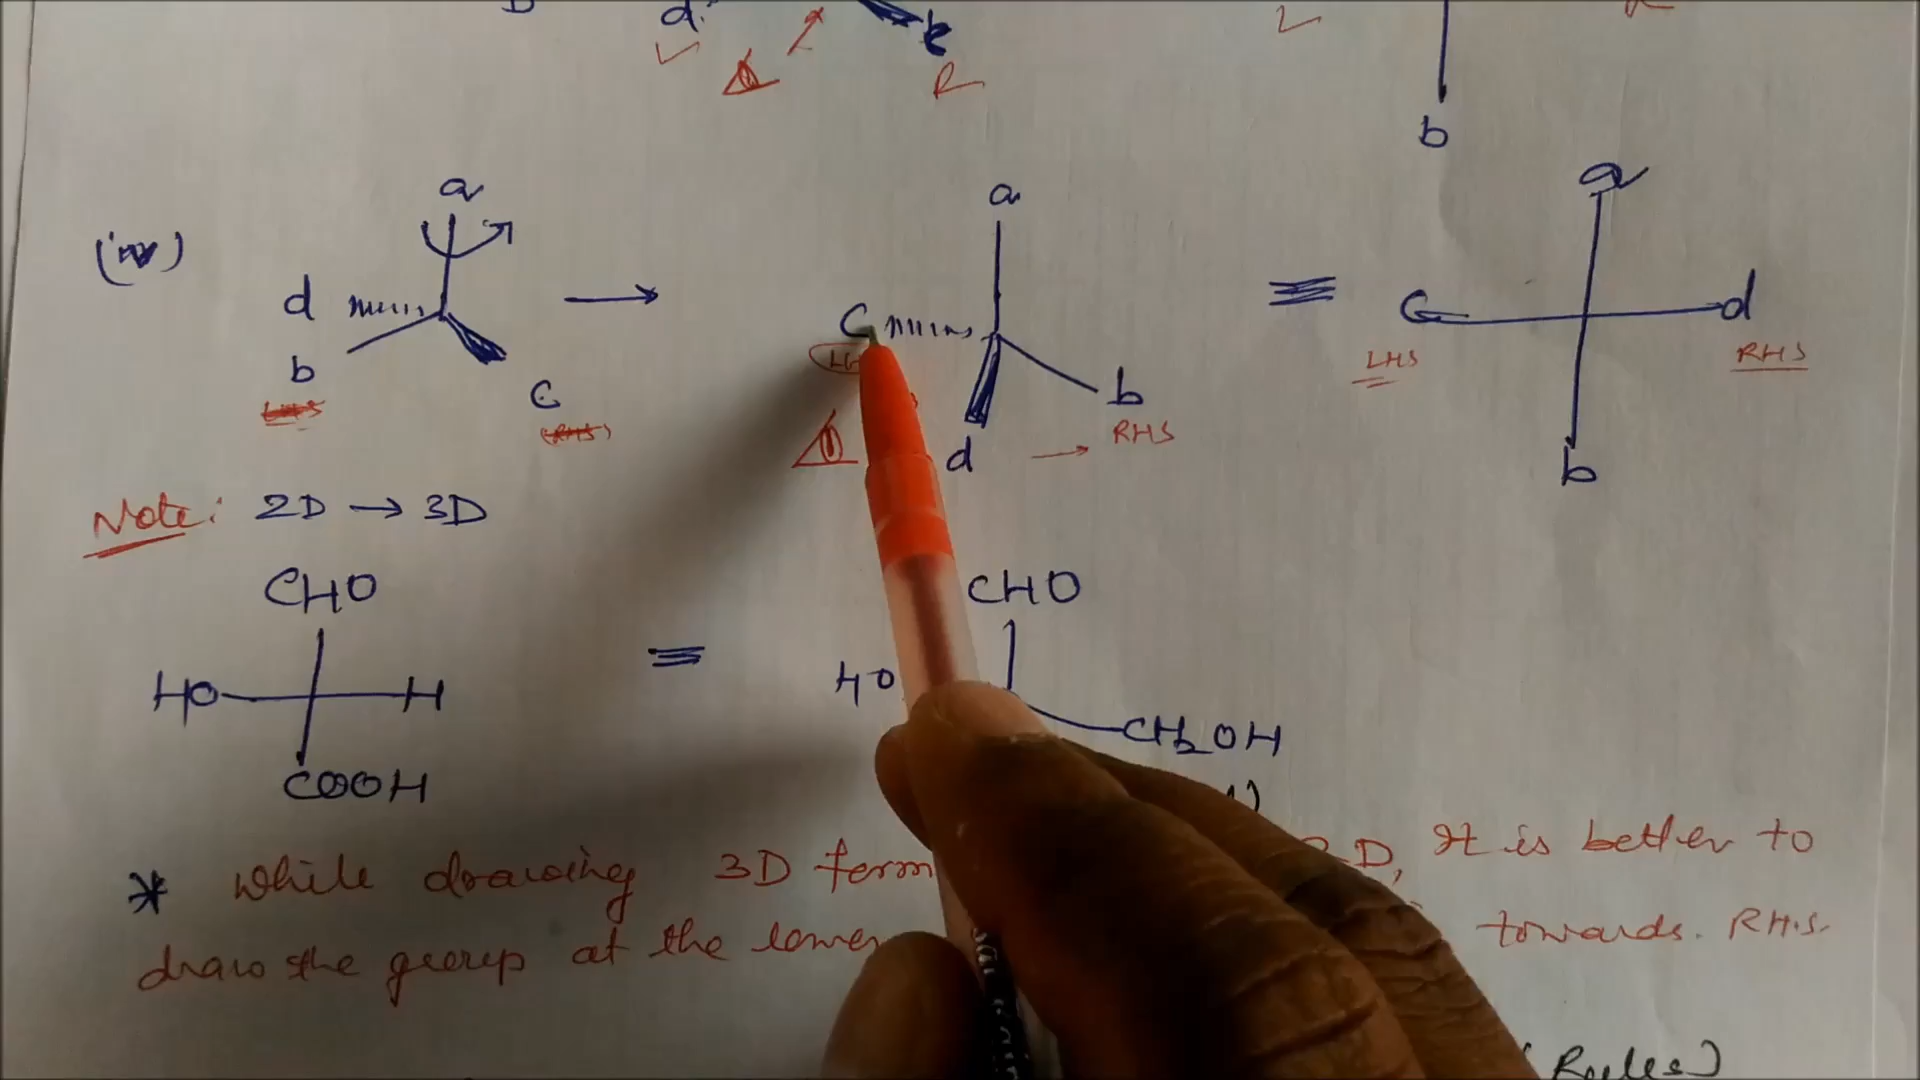 d.
R
b
(iv)
a
d
b
c
a
C
d
b
RHS
≡
a
C
d
LHS
RHS
b
Note: 2D → 3D
CHO
HO
H
COOH
≡
CHO
HO
CH2OH
* While drawing 3D form 2D, It is better to
draw the group at the lower towards. RHS.
(Rules)